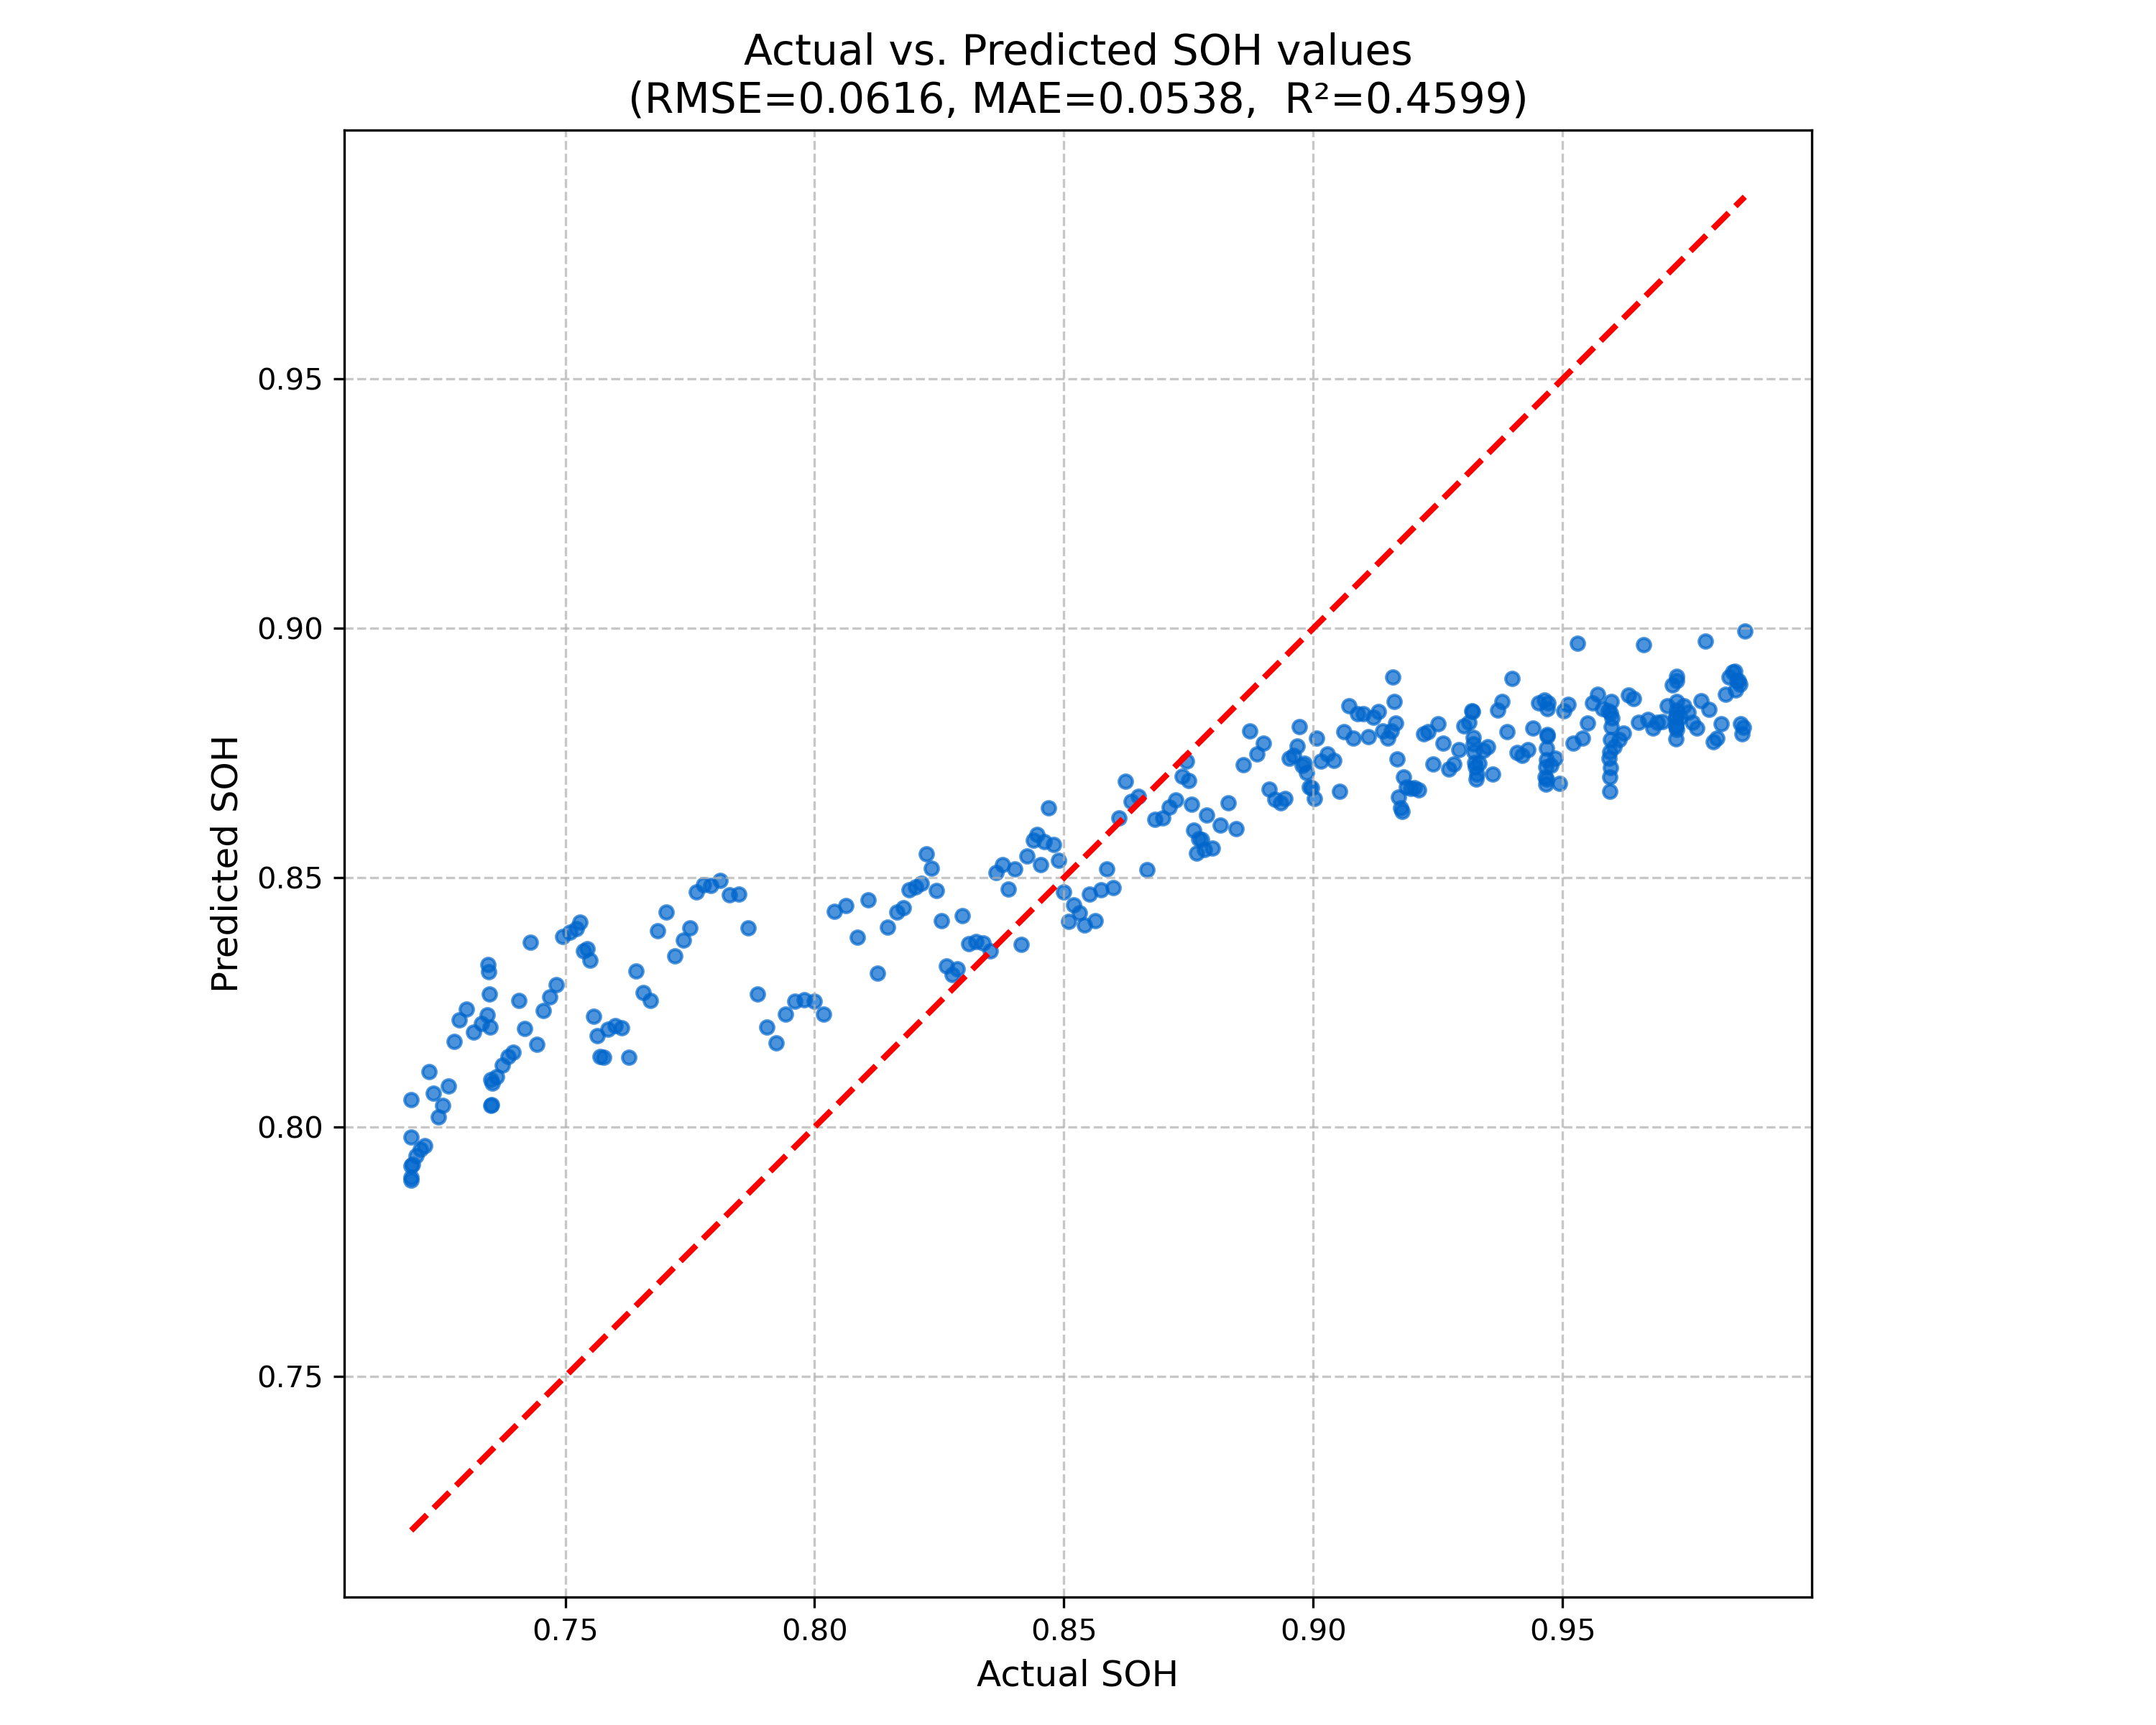 Actual vs. Predicted SOH values
(RMSE=0.0616, MAE=0.0538,  R²=0.4599)
Predicted SOH
0.95
0.90
0.85
0.80
0.75
0.75 0.80 0.85 0.90 0.95
Actual SOH